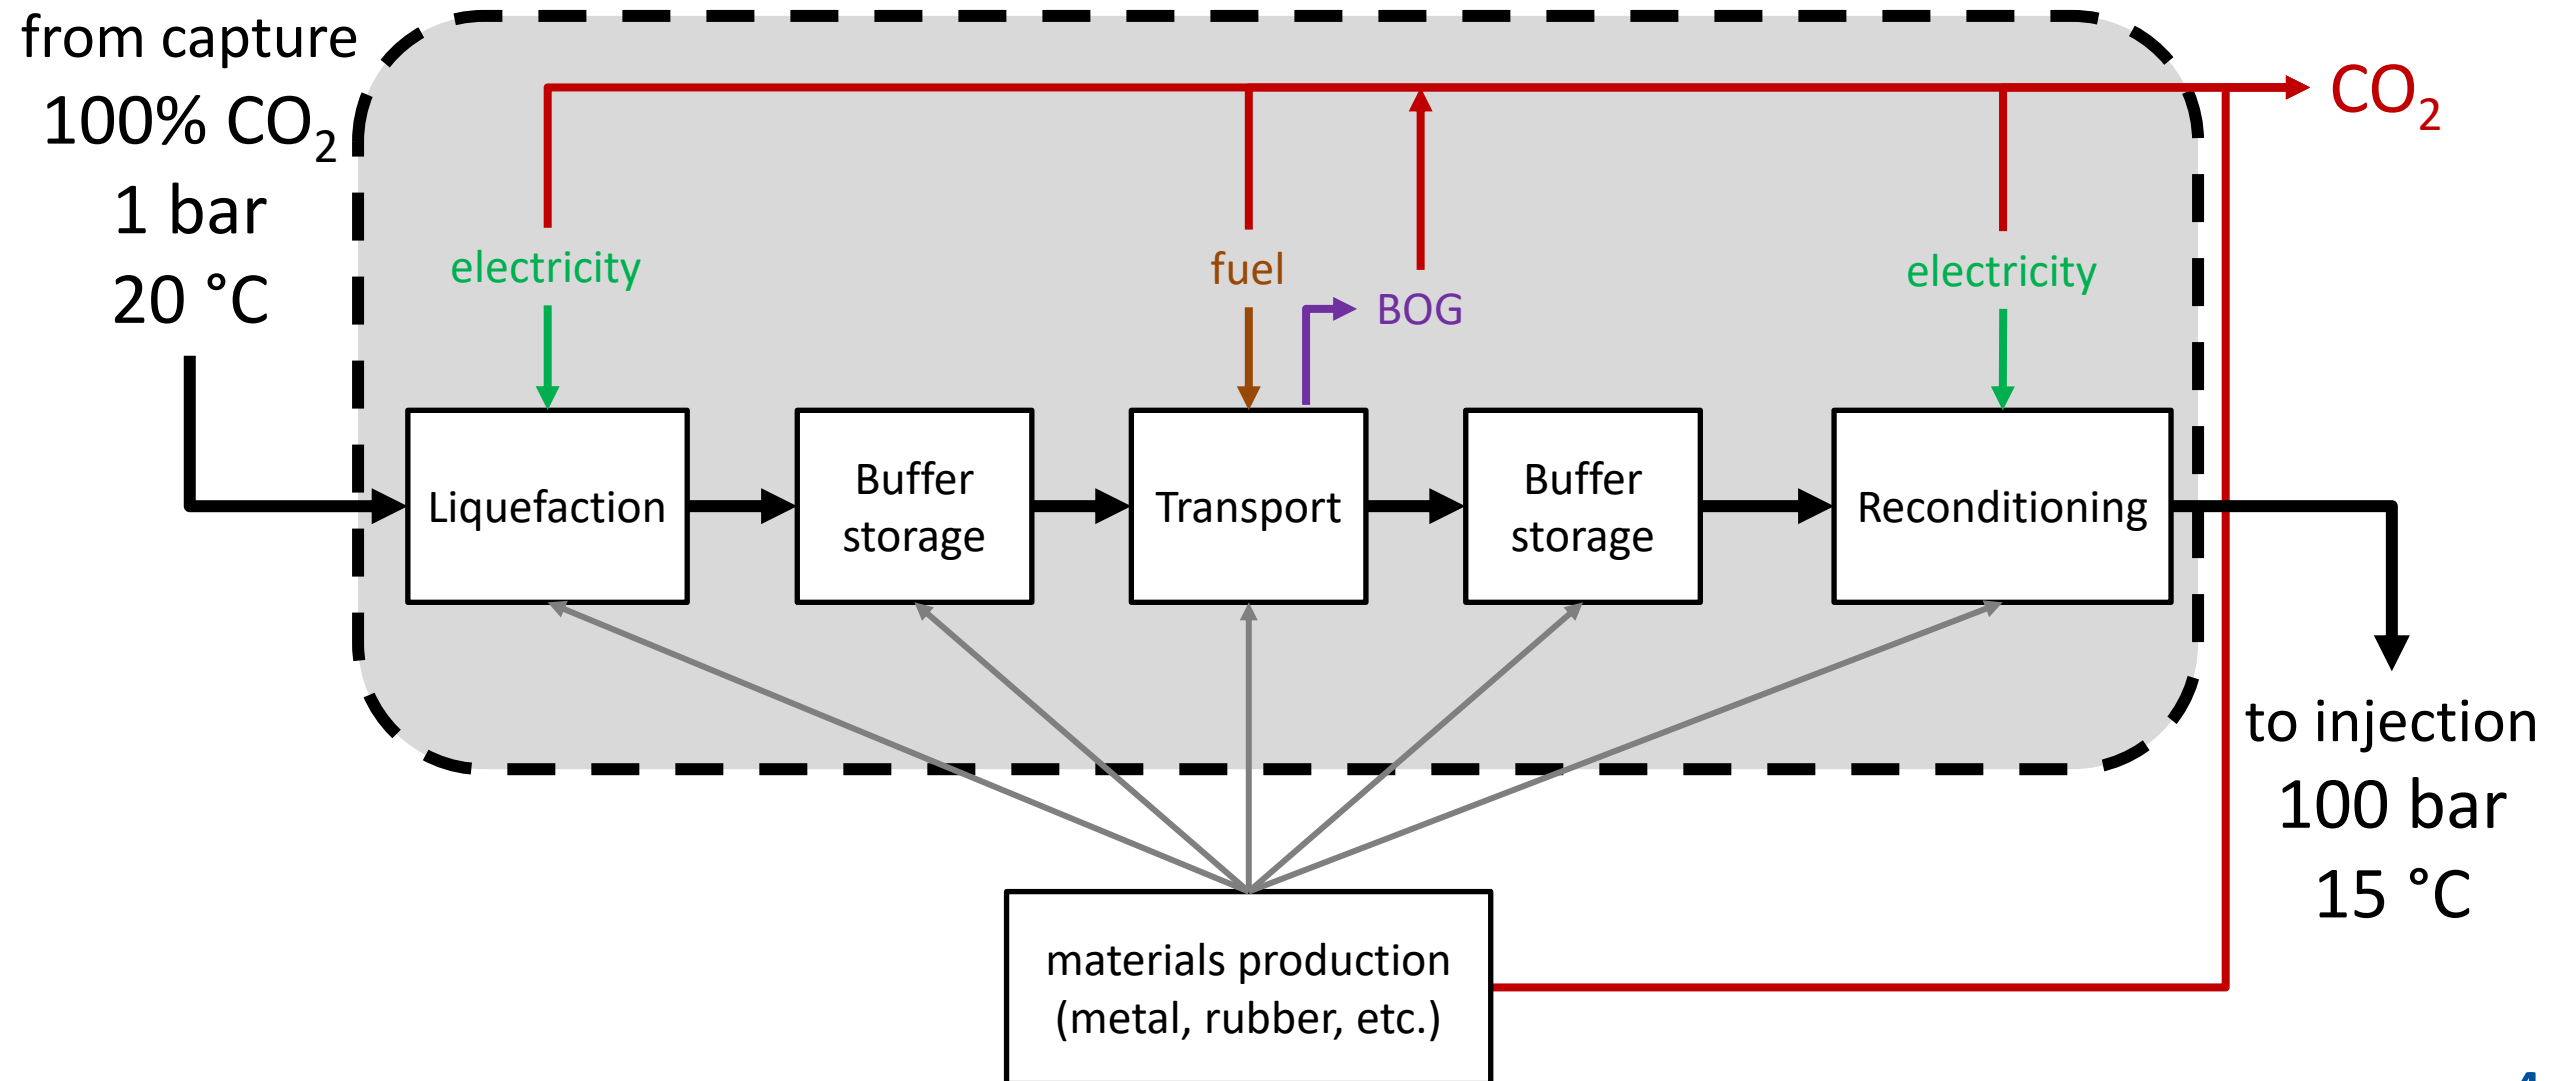 from capture
100% CO₂
1 bar
20 °C
CO₂
electricity
fuel
BOG
electricity
Liquefaction
Buffer
storage
Transport
Buffer
storage
Reconditioning
to injection
100 bar
15 °C
materials production
(metal, rubber, etc.)